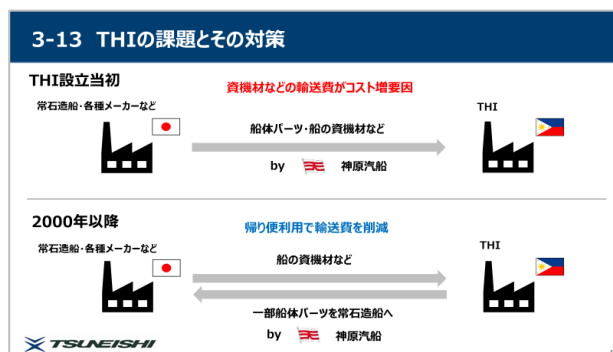 3-13 THIの課題とその対策
THI設立当初
資機材などの輸送費がコスト増要因
常石造船・各種メーカーなど
THI
船体パーツ・船の資機材など
by 神原汽船
2000年以降
帰り便利用で輸送費を削減
常石造船・各種メーカーなど
THI
船の資機材など
一部船体パーツを常石造船へ
by 神原汽船
TSUNEISHI